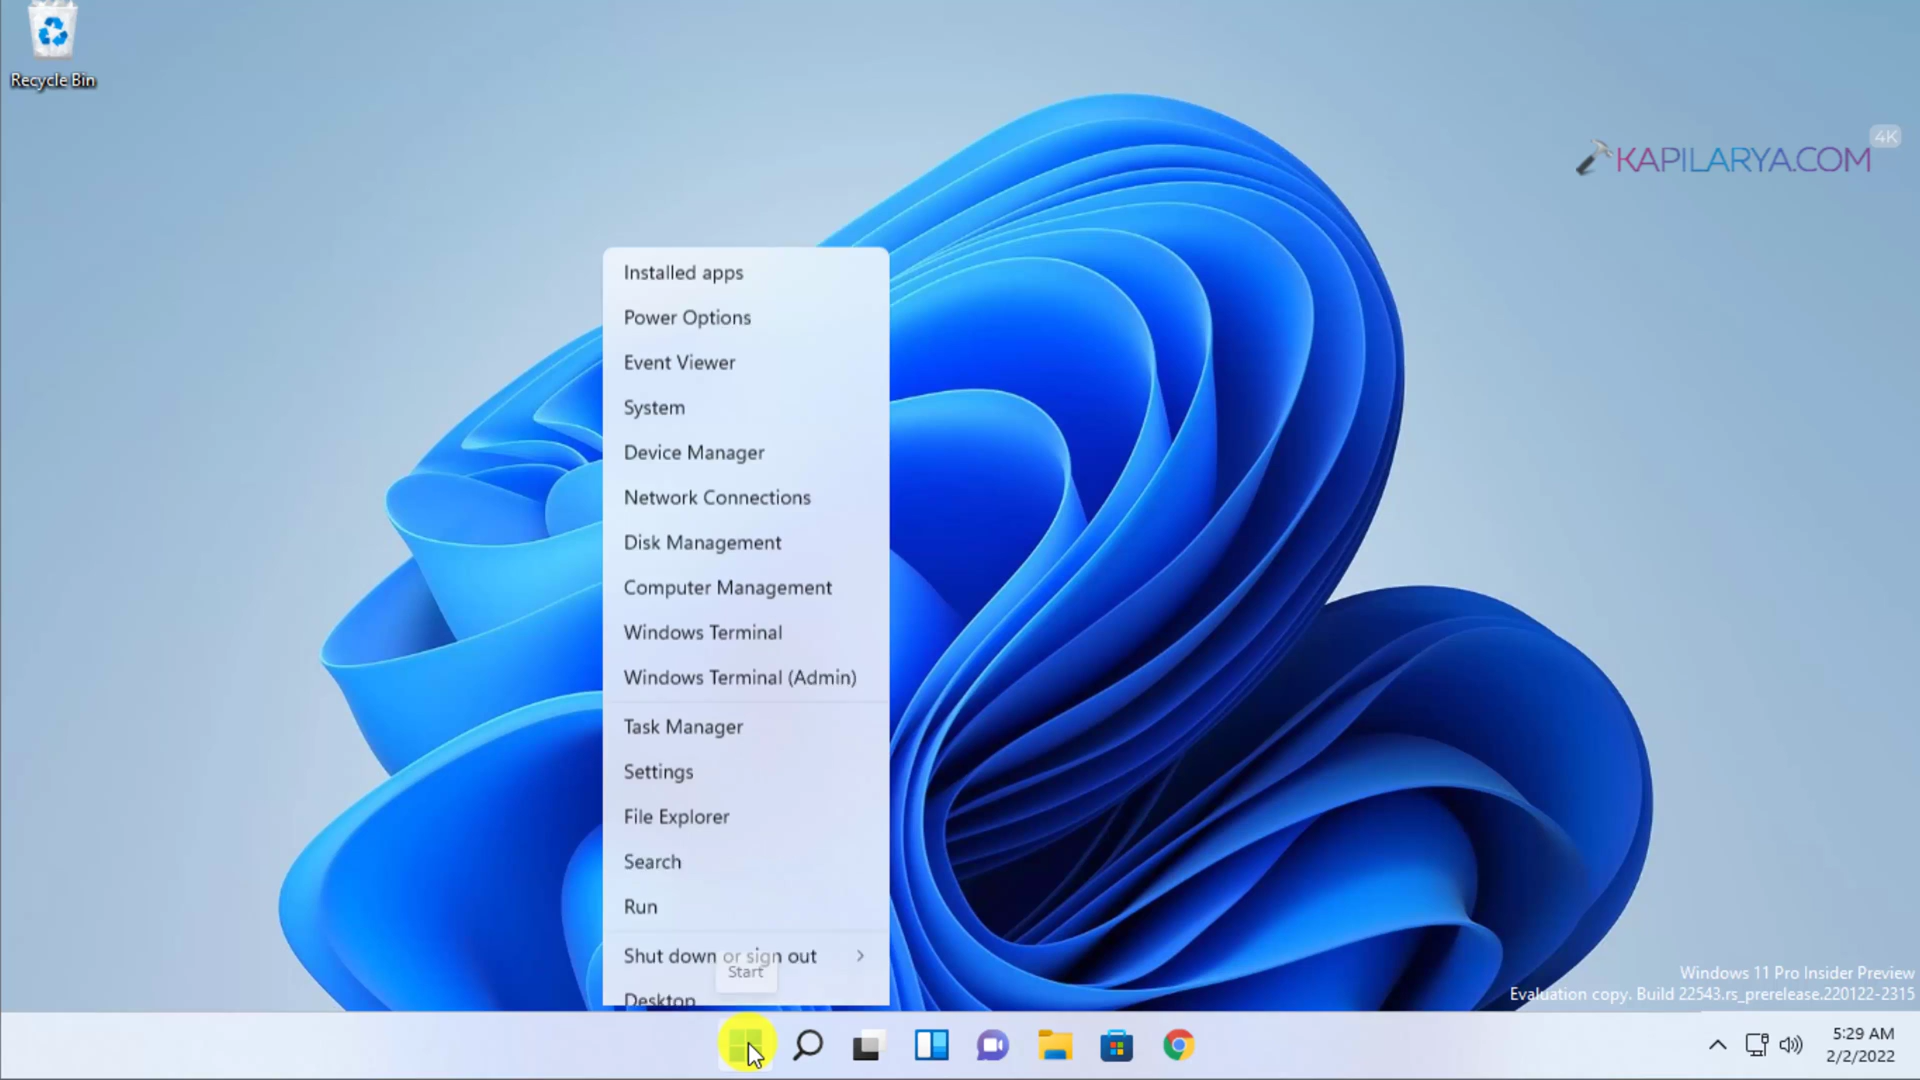 Recycle Bin
4K
KAPILARYA.COM
Installed apps
Power Options
Event Viewer
System
Device Manager
Network Connections
Disk Management
Computer Management
Windows Terminal
Windows Terminal (Admin)
Task Manager
Settings
File Explorer
Search
Run
Shut down or sign out
Start
Desktop
Windows 11 Pro Insider Preview
Evaluation copy. Build 22543.rs_prerelease.220122-2315
5:29 AM
2/2/2022